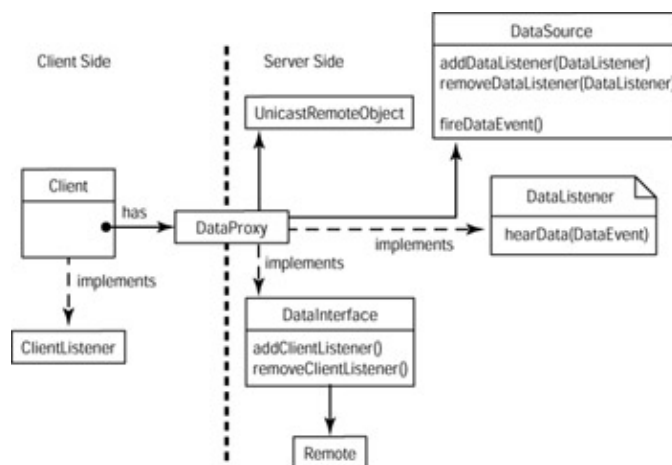 Client Side
Server Side
DataSource
addDataListener(DataListener)
removeDataListener(DataListener)
fireDataEvent()
UnicastRemoteObject
Client
has
DataProxy
DataListener
hearData(DataEvent)
implements
implements
implements
ClientListener
DataInterface
addClientListener()
removeClientListener()
Remote